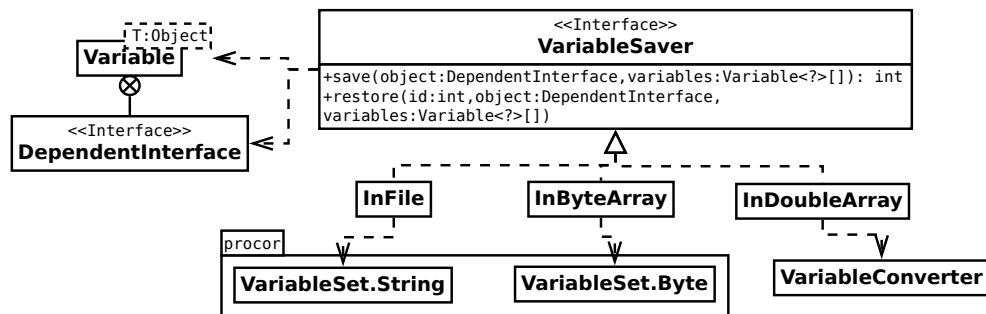 T:Object
Variable
<<Interface>>
DependentInterface
<<Interface>>
VariableSaver
+save(object:DependentInterface,variables:Variable<?>[]): int
+restore(id:int,object:DependentInterface,
variables:Variable<?>[])
InFile
InByteArray
InDoubleArray
procor
VariableSet.String
VariableSet.Byte
VariableConverter